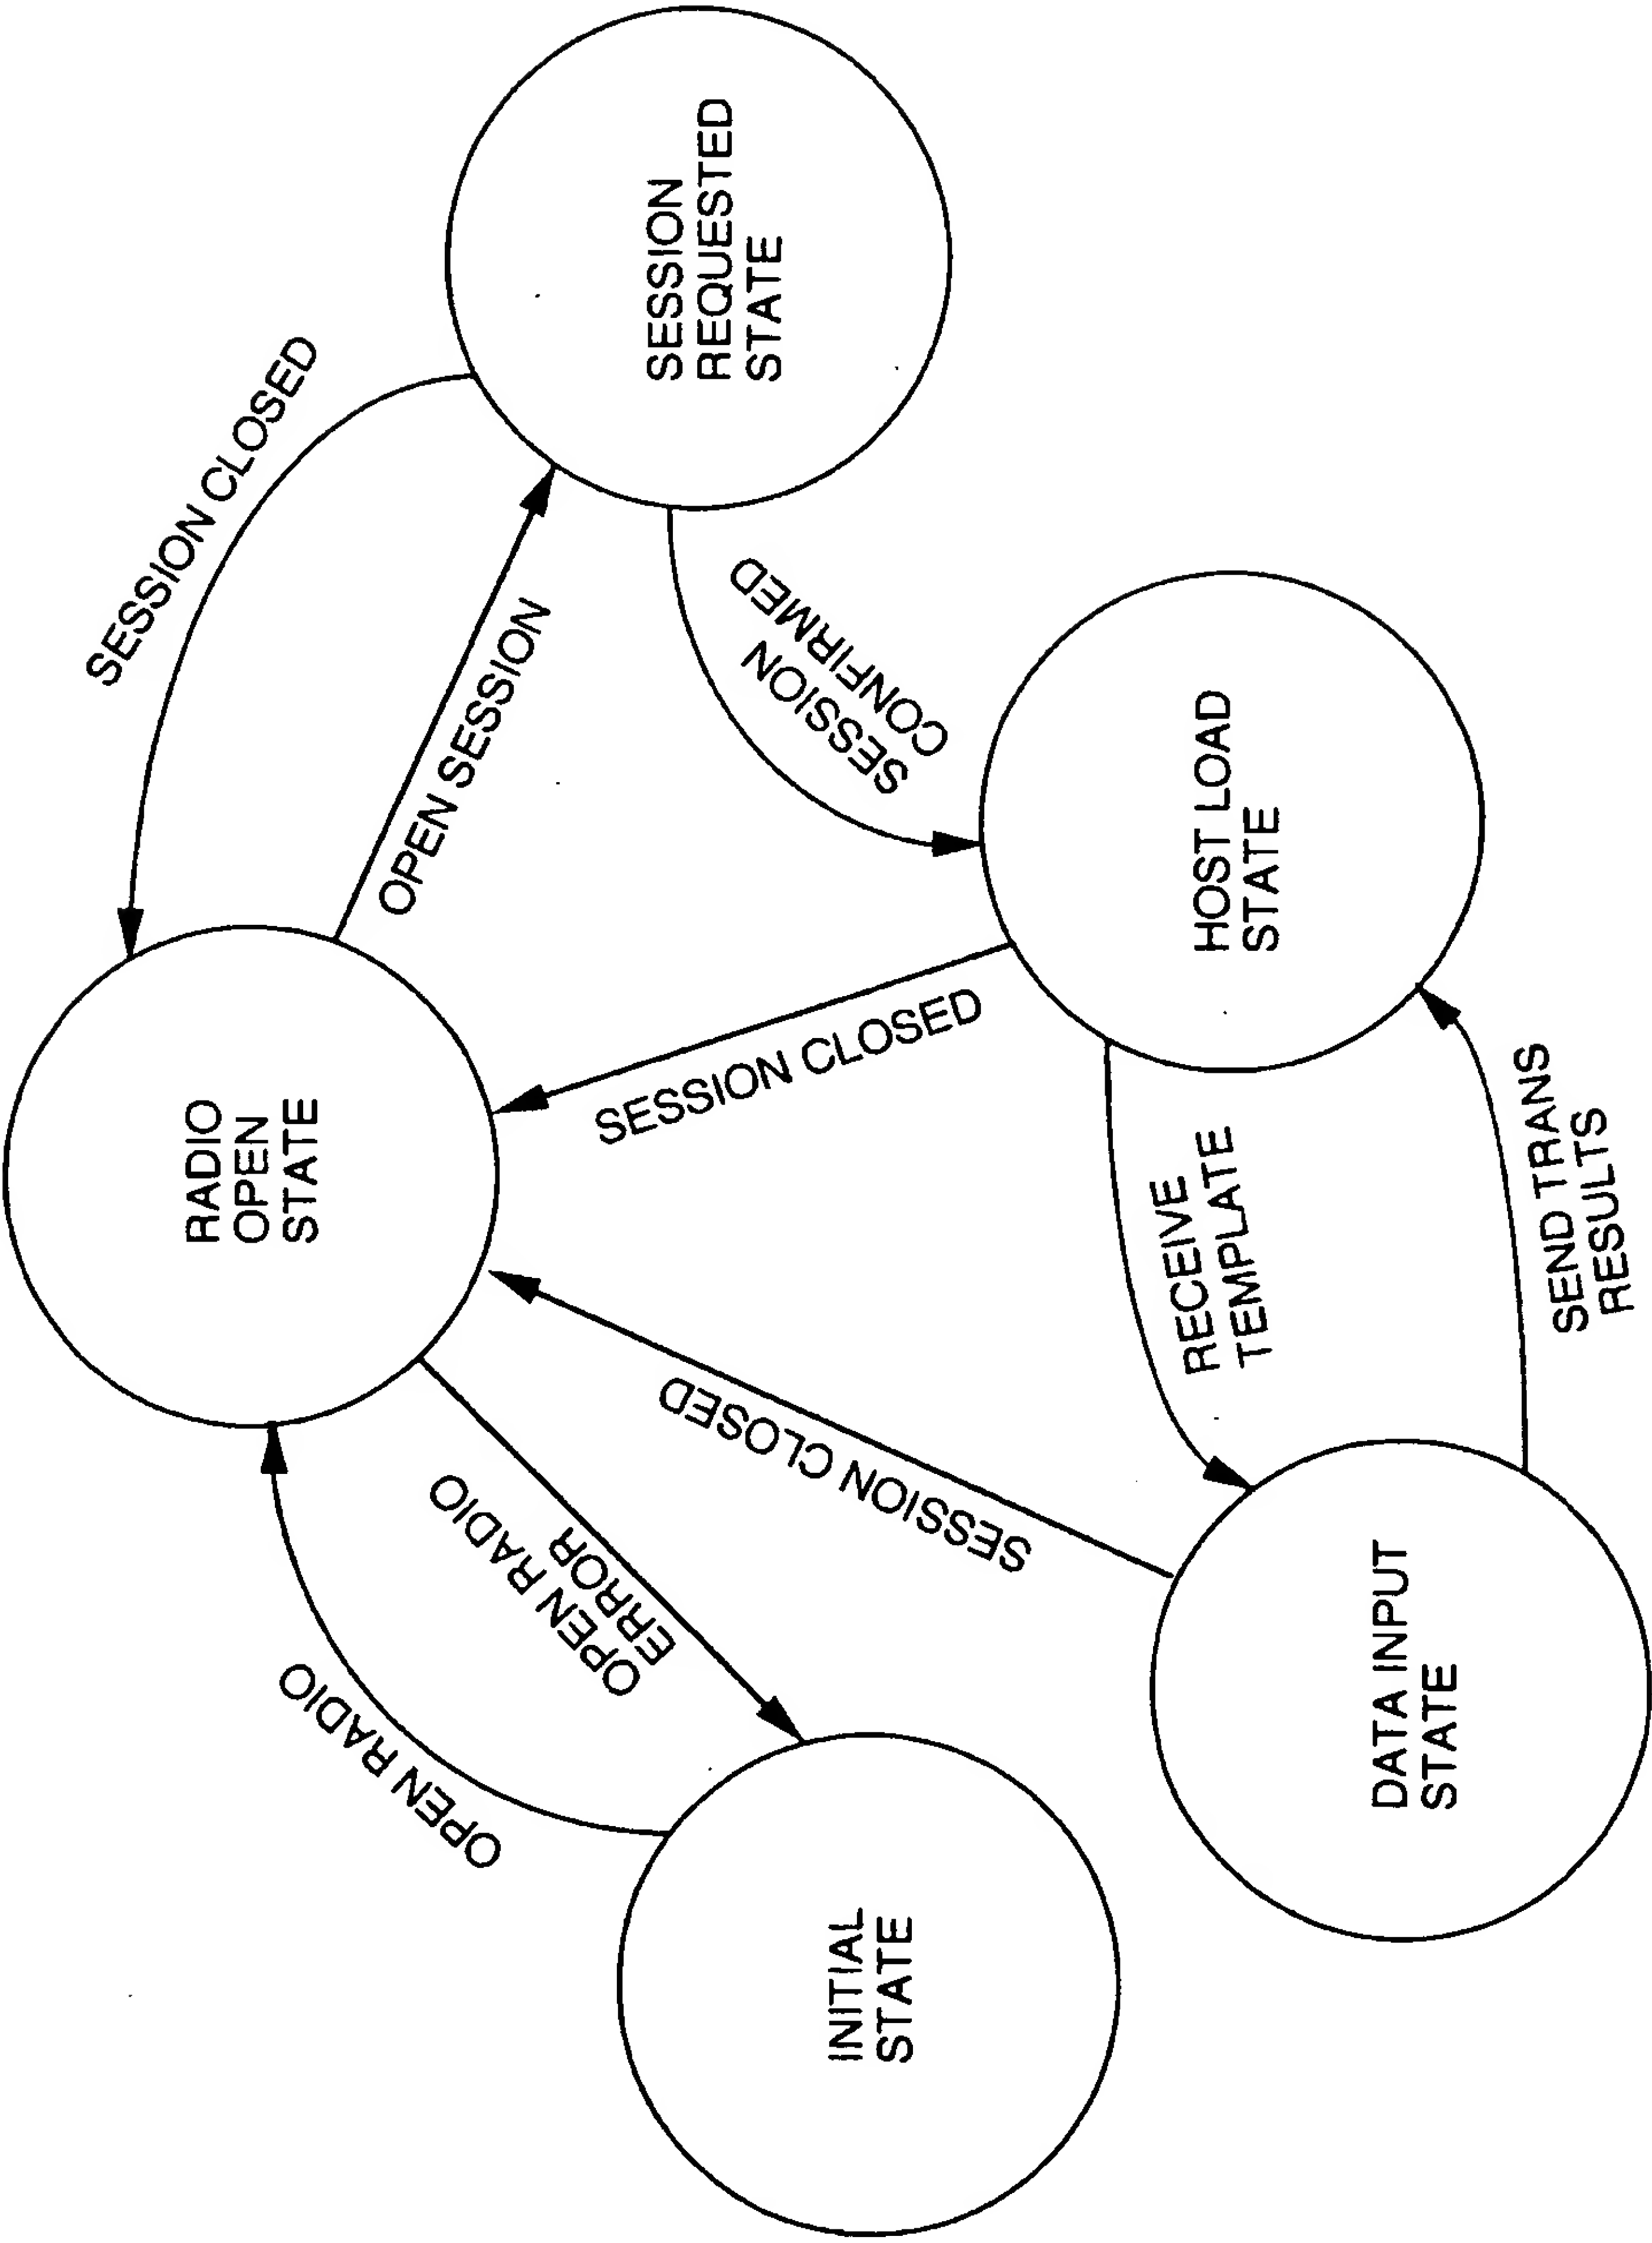 RADIO
OPEN
STATE
SESSION
REQUESTED
STATE
HOST LOAD
STATE
DATA INPUT
STATE
INITIAL
STATE
SESSION CLOSED
OPEN SESSION
SESSION
CONFIRMED
SESSION CLOSED
RECEIVE
TEMPLATE
SEND TRANS
RESULTS
SESSION CLOSED
OPEN RADIO
ERROR
OPEN RADIO